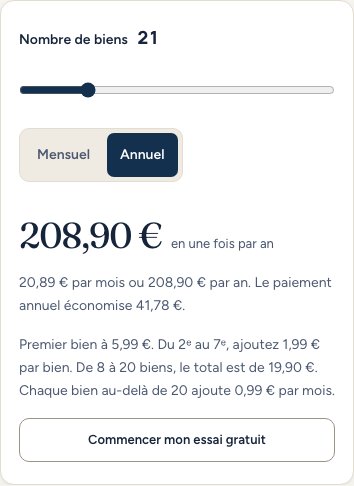 Nombre de biens 21
Mensuel Annuel
208,90 € en une fois par an
20,89 € par mois ou 208,90 € par an. Le paiement
annuel économise 41,78 €.
Premier bien à 5,99 €. Du 2ᵉ au 7ᵉ, ajoutez 1,99 €
par bien. De 8 à 20 biens, le total est de 19,90 €.
Chaque bien au-delà de 20 ajoute 0,99 € par mois.
Commencer mon essai gratuit